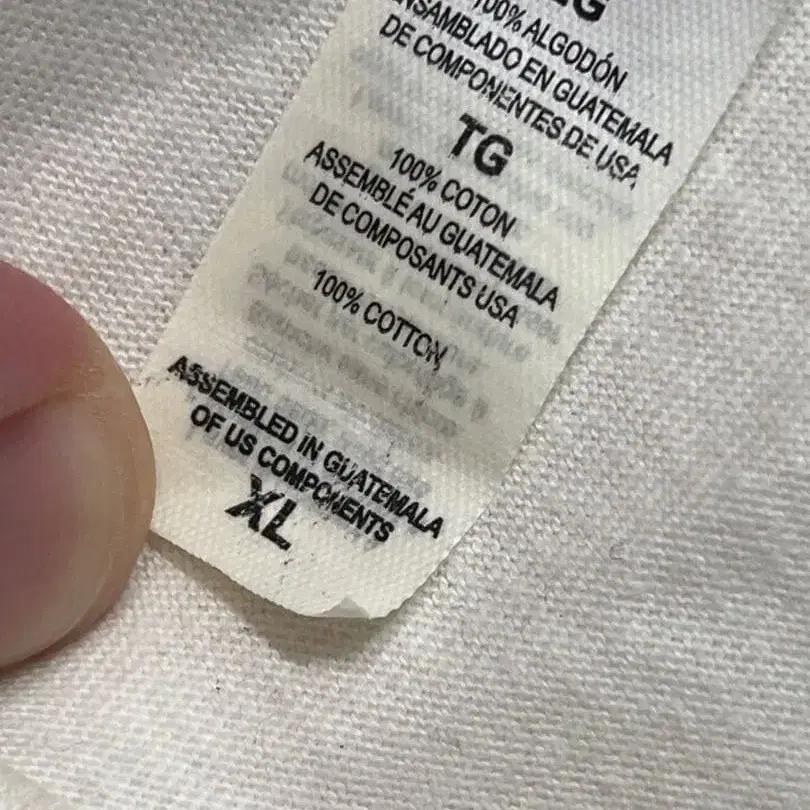 100% ALGODÓN
ENSAMBLADO EN GUATEMALA
DE COMPONENTES DE USA
TG
100% COTON
ASSEMBLÉ AU GUATEMALA
DE COMPOSANTS USA
100% COTTON
ASSEMBLED IN GUATEMALA
OF US COMPONENTS
XL